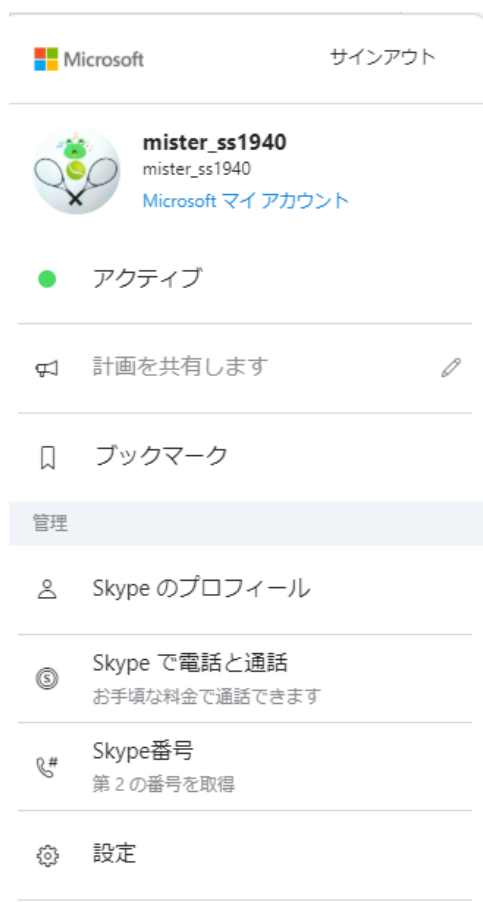 Microsoft サインアウト
mister_ss1940
mister_ss1940
Microsoft マイ アカウント
アクティブ
計画を共有します
ブックマーク
管理
Skype のプロフィール
Skype で電話と通話
お手頃な料金で通話できます
Skype番号
第 2 の番号を取得
設定